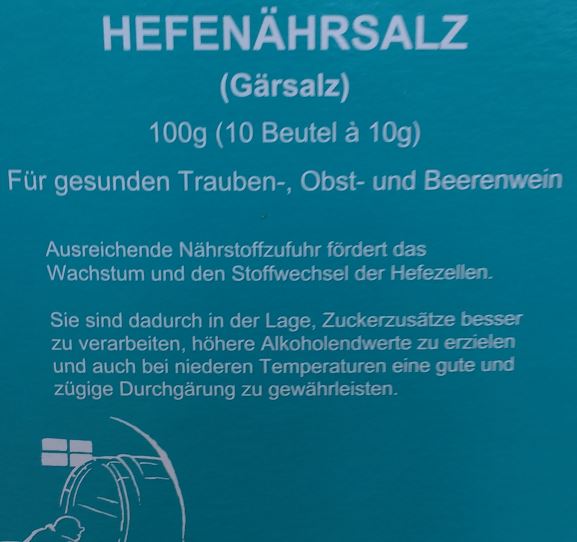 HEFENÄHRSALZ
(Gärsalz)
100g (10 Beutel à 10g)
Für gesunden Trauben-, Obst- und Beerenwein
Ausreichende Nährstoffzufuhr fördert das
Wachstum und den Stoffwechsel der Hefezellen.
Sie sind dadurch in der Lage, Zuckerzusätze besser
zu verarbeiten, höhere Alkoholendwerte zu erzielen
und auch bei niederen Temperaturen eine gute und
zügige Durchgärung zu gewährleisten.